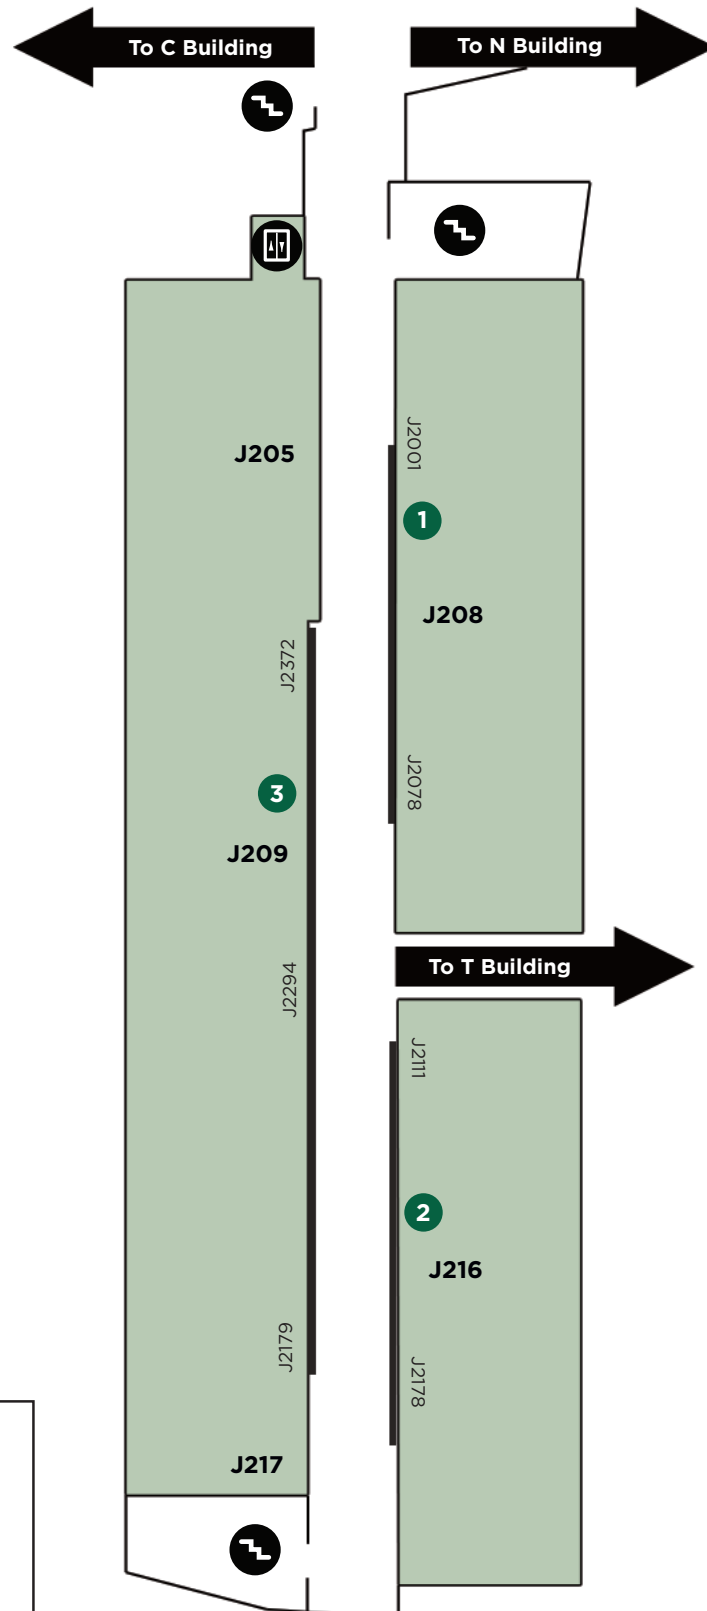 To C Building
To N Building
J205
J2001
1
J208
J2372
J2078
3
J209
To T Building
J2294
J2111
2
J216
J2179
J2178
J217